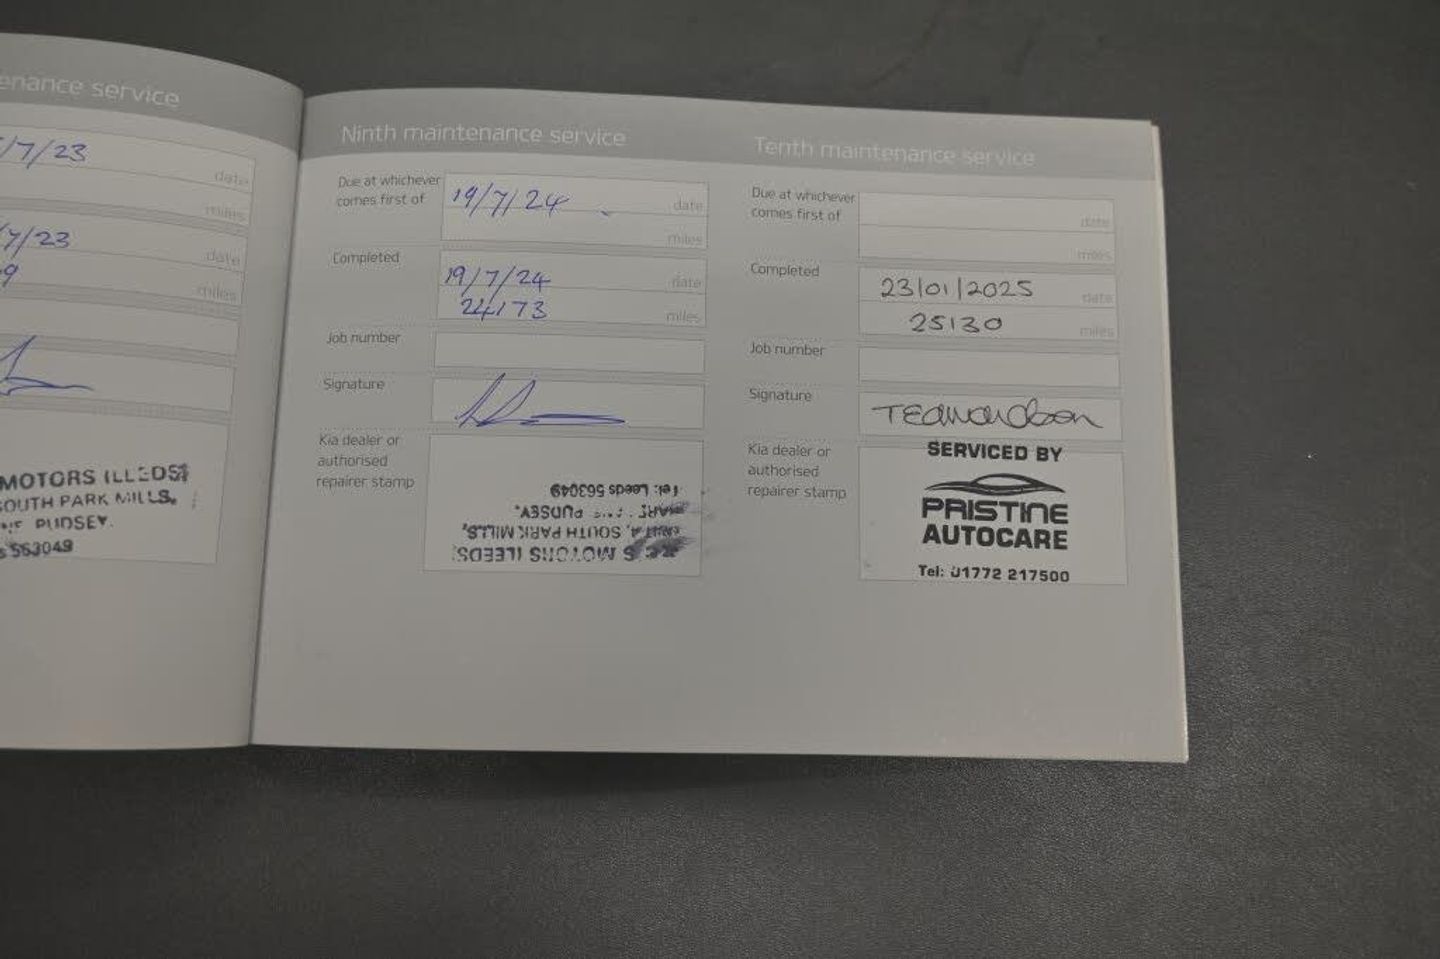 enance service
/7/23
date
miles
/7/23
date
9
miles
MOTORS (LEEDS)
SOUTH PARK MILLS,
PUDSEY.
563049
Ninth maintenance service
Due at whichever
comes first of
19/7/24
date
miles
Completed
19/7/24
date
24173
miles
Job number
Signature
Kia dealer or
authorised
repairer stamp
S MOTORS (LEEDS)
UNIT 4, SOUTH PARK MILLS,
PUDSEY.
Tel: Leeds 563049
Tenth maintenance service
Due at whichever
comes first of
date
miles
Completed
23/01/2025
date
25130
miles
Job number
Signature
TEdmondson
Kia dealer or
authorised
repairer stamp
SERVICED BY
PRISTINE
AUTOCARE
Tel: 01772 217500